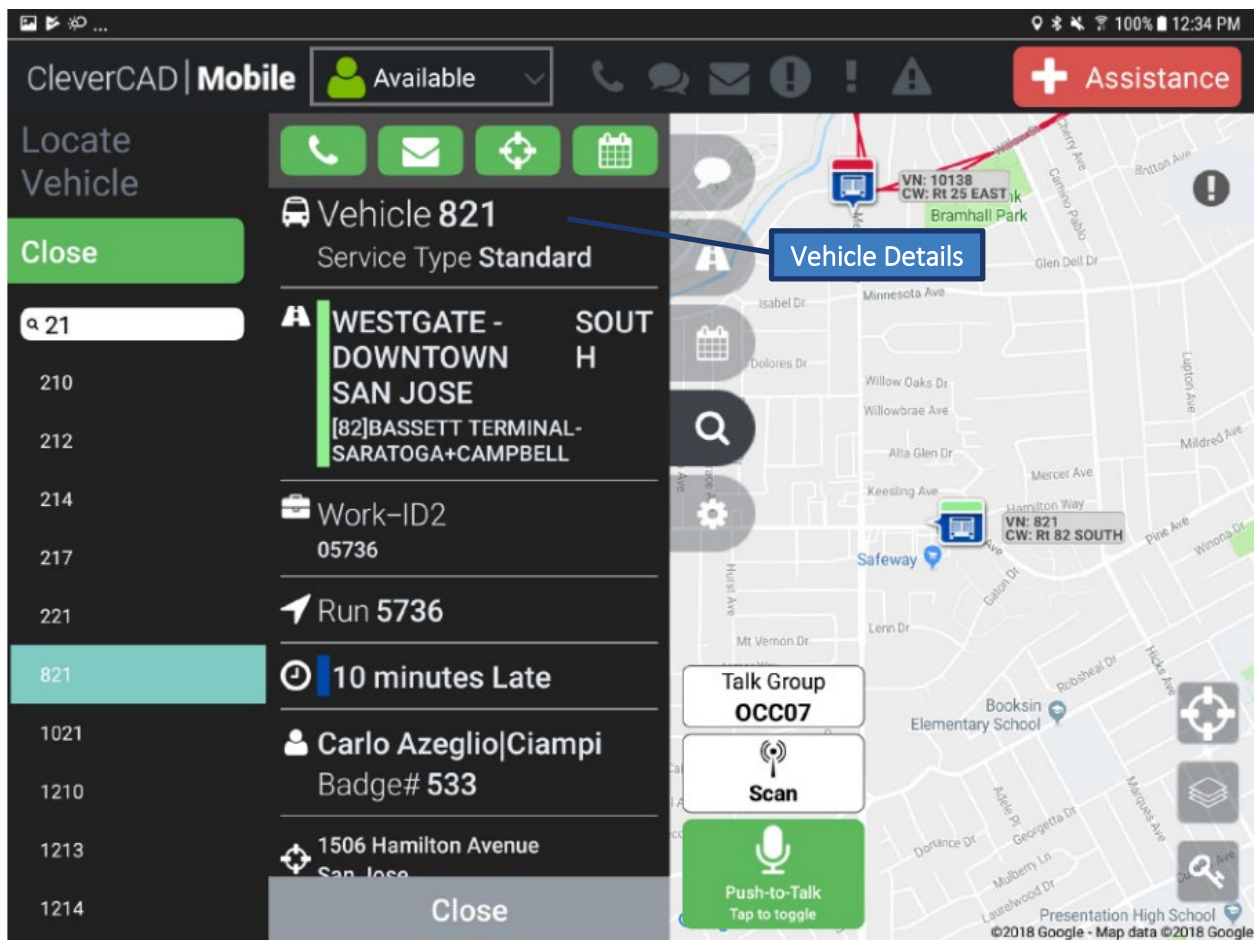 ...
100% 12:34 PM
CleverCAD | Mobile
Available
Assistance
Locate
Vehicle
Close
21
210
212
214
217
221
821
1021
1210
1213
1214
Vehicle 821
Service Type Standard
WESTGATE -
DOWNTOWN
SAN JOSE
SOUT
H
[82]BASSETT TERMINAL-
SARATOGA+CAMPBELL
Work–ID2
05736
Run 5736
10 minutes Late
Carlo Azeglio|Ciampi
Badge# 533
1506 Hamilton Avenue
San Jose
Close
Vehicle Details
VN: 10138
CW: Rt 25 EAST
Bramhall Park
Willow St
Cherry Ave
Camino Pablo
Britton Ave
Glen Dell Dr
Minnesota Ave
Isabel Dr
Dolores Dr
Willow Oaks Dr
Willowbrae Ave
Lupton Ave
Alta Glen Dr
Mildred Ave
Mercer Ave
Keesling Ave
Hamilton Way
VN: 821
CW: Rt 82 SOUTH
Pine Ave
Winona Dr
Safeway
Gaton Dr
Hurst Ave
Lenn Dr
Mt Vernon Dr
Hicks Ave
Robsheal Dr
Booksin
Elementary School
Talk Group
OCC07
Scan
Push-to-Talk
Tap to toggle
Adele Pl
Georgetta Dr
Marques Ave
Dorrance Dr
Mulberry Ln
Laurelwood Dr
Presentation High School
©2018 Google - Map data ©2018 Google